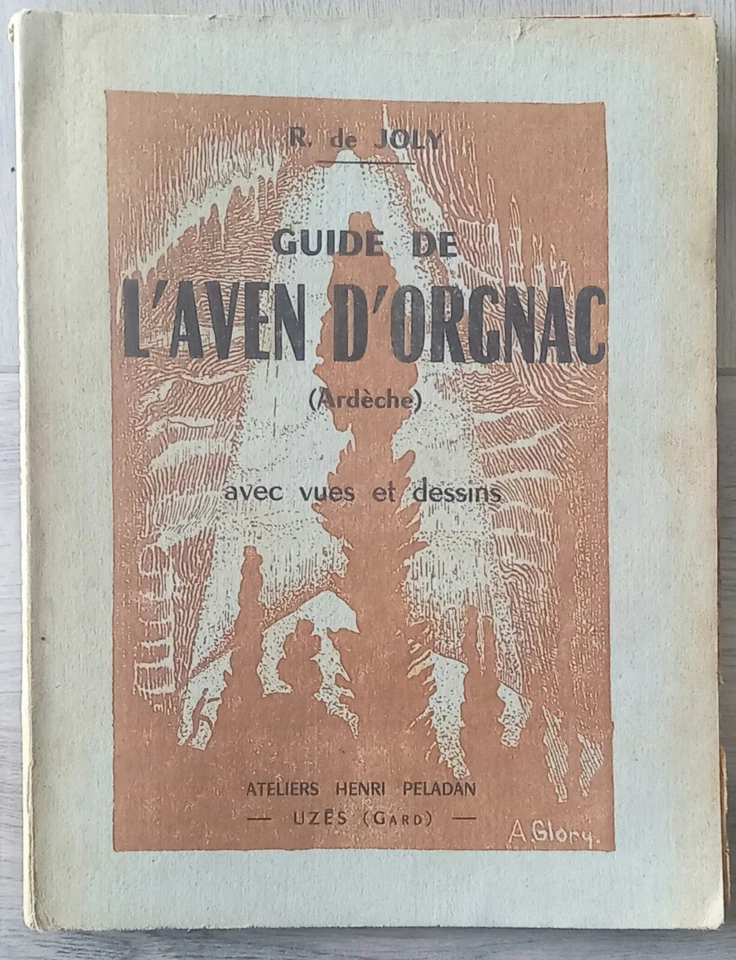 R. de JOLY
GUIDE DE
L'AVEN D'ORGNAC
(Ardèche)
avec vues et dessins
ATELIERS HENRI PELADAN
— UZÈS (GARD) —
A.Glory.